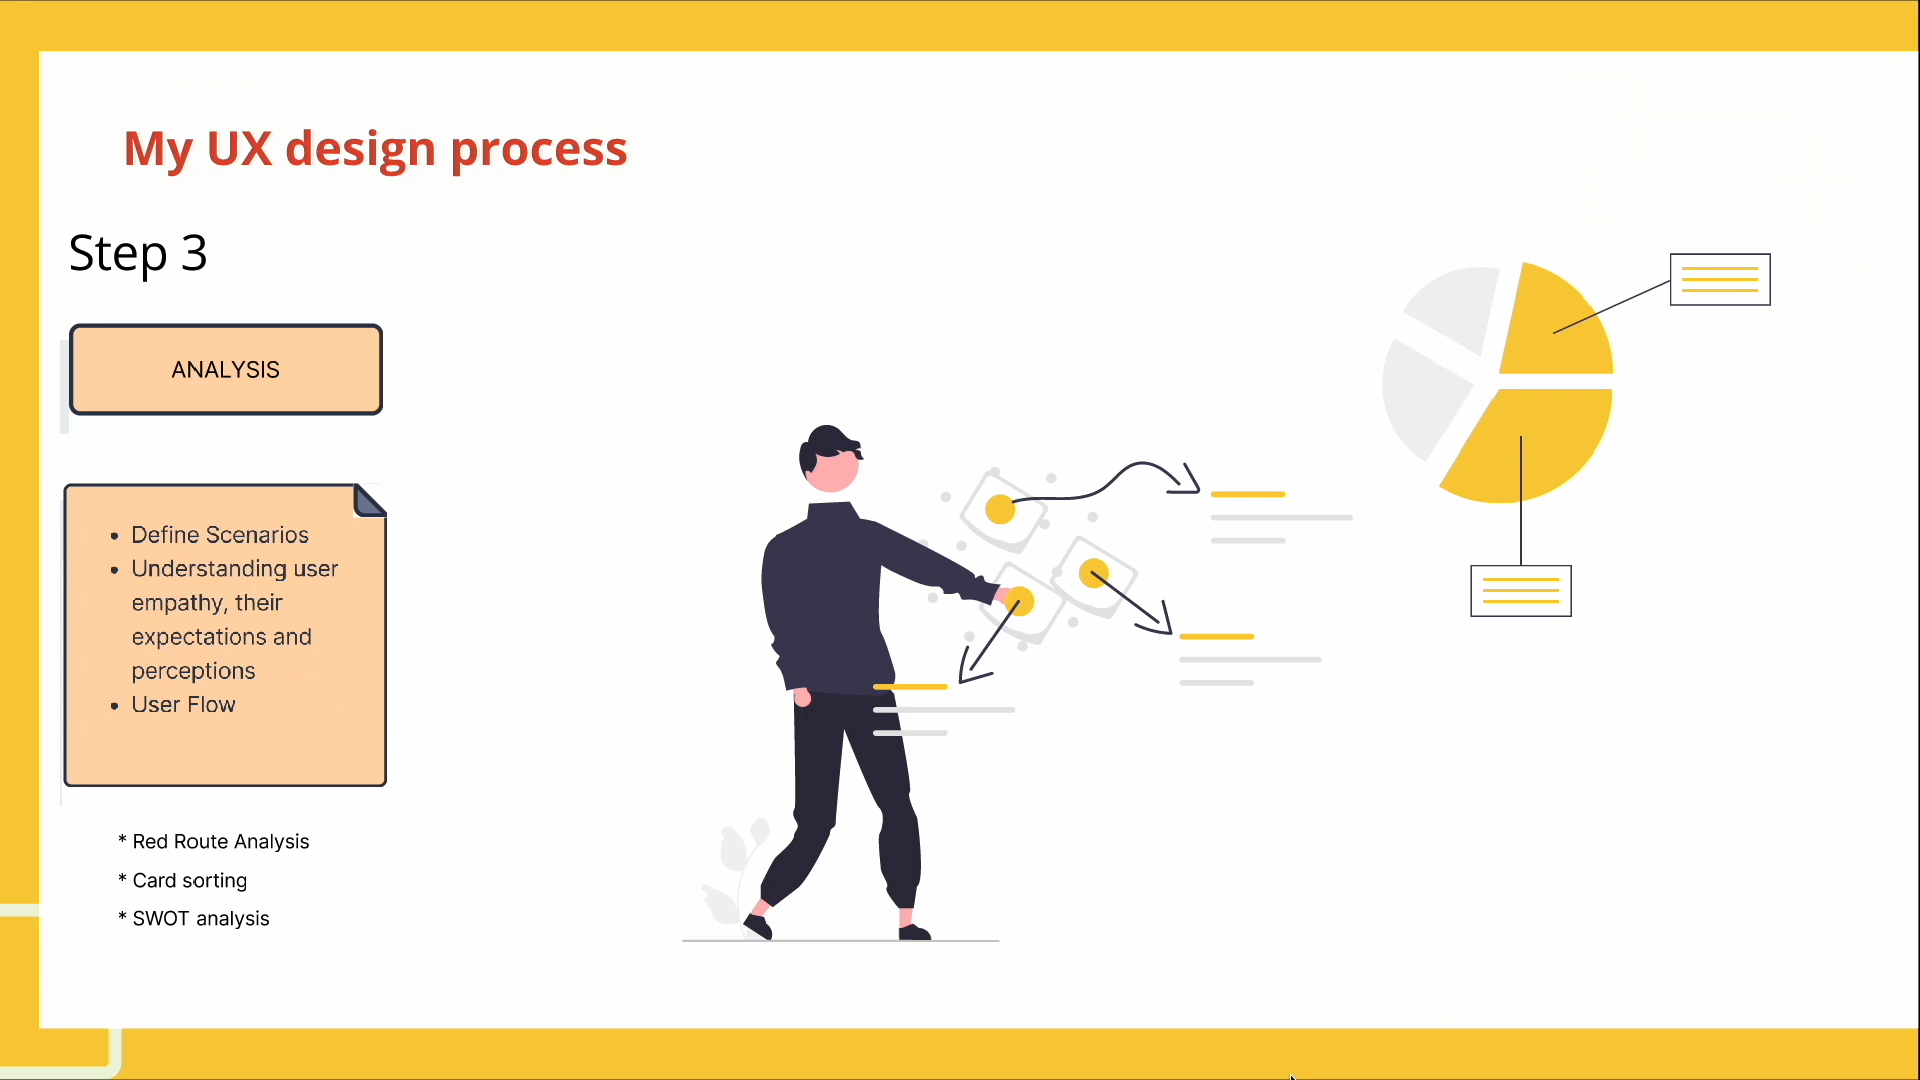 My UX design process
Step 3
ANALYSIS
• Define Scenarios
• Understanding user
empathy, their
expectations and
perceptions
• User Flow
* Red Route Analysis
* Card sorting
* SWOT analysis